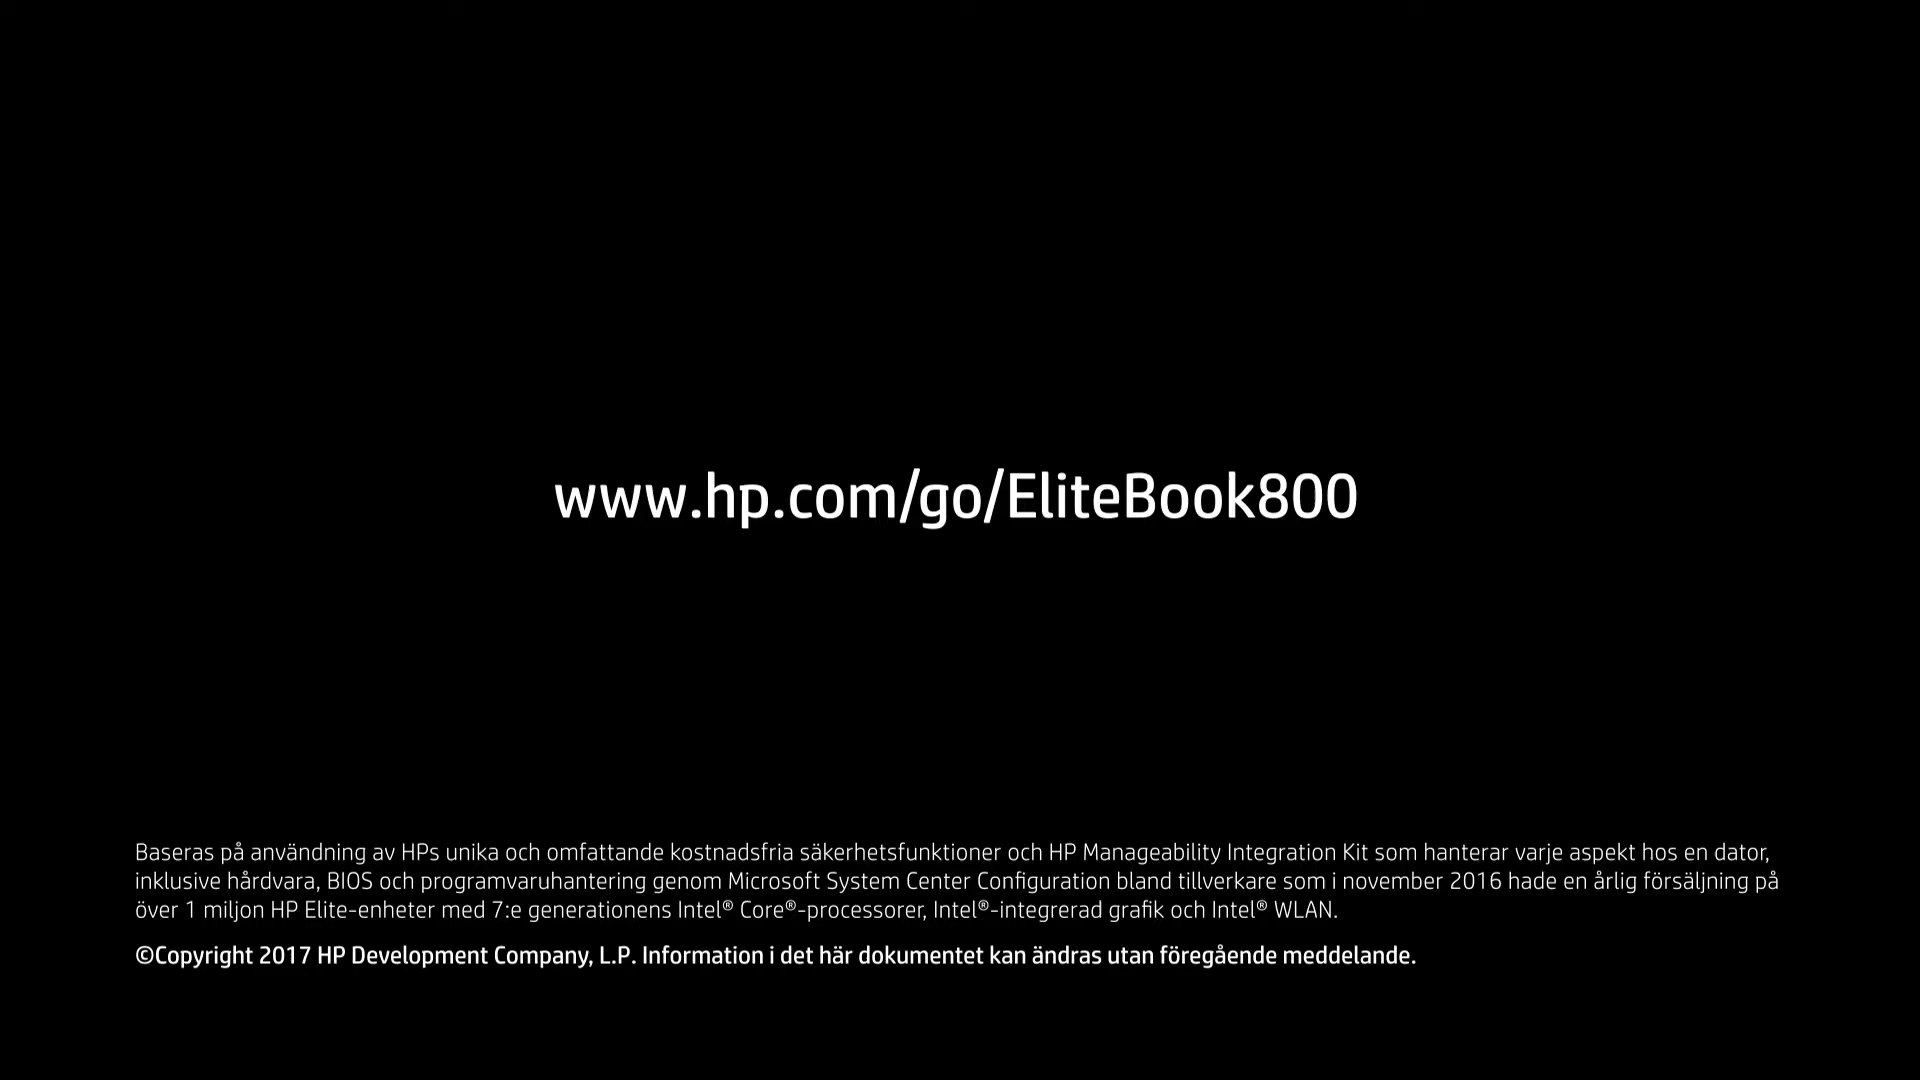 www.hp.com/go/EliteBook800
Baseras på användning av HPs unika och omfattande kostnadsfria säkerhetsfunktioner och HP Manageability Integration Kit som hanterar varje aspekt hos en dator,
inklusive hårdvara, BIOS och programvaruhantering genom Microsoft System Center Configuration bland tillverkare som i november 2016 hade en årlig försäljning på
över 1 miljon HP Elite-enheter med 7:e generationens Intel® Core®-processorer, Intel®-integrerad grafik och Intel® WLAN.
©Copyright 2017 HP Development Company, L.P. Information i det här dokumentet kan ändras utan föregående meddelande.